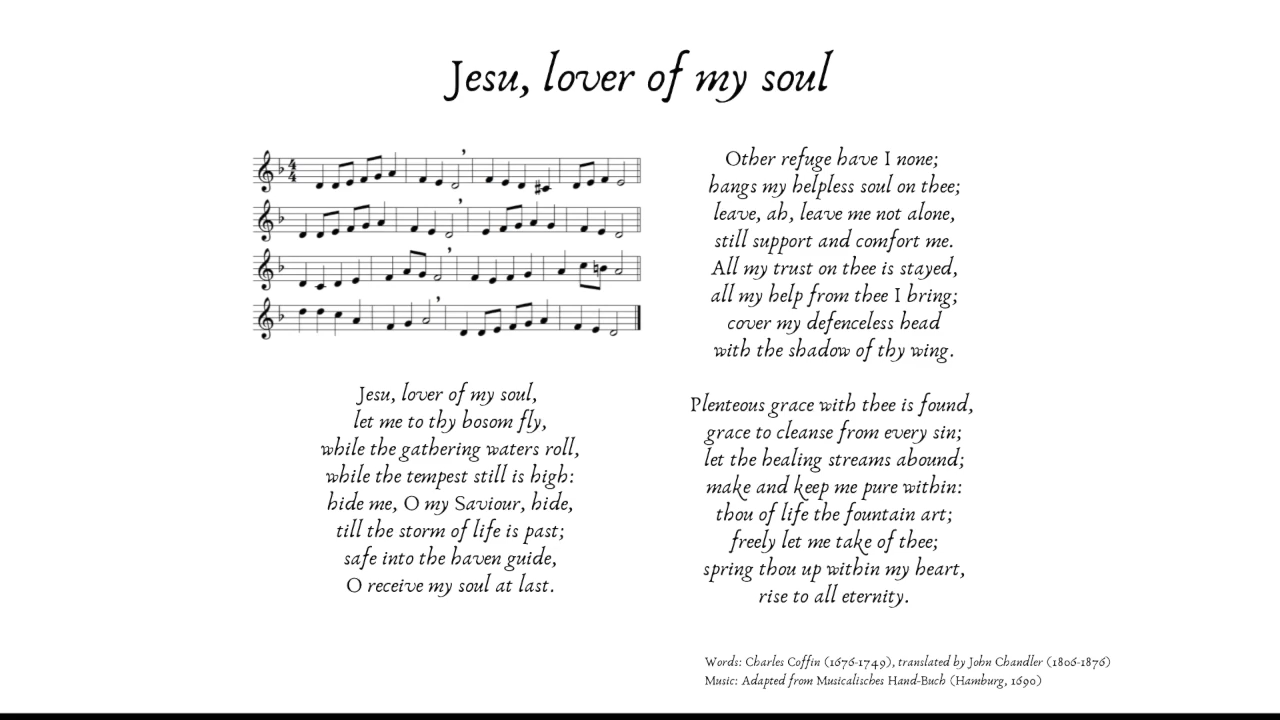 Jesu, lover of my soul
Jesu, lover of my soul,
let me to thy bosom fly,
while the gathering waters roll,
while the tempest still is high:
hide me, O my Saviour, hide,
till the storm of life is past;
safe into the haven guide,
O receive my soul at last.
Other refuge have I none;
hangs my helpless soul on thee;
leave, ah, leave me not alone,
still support and comfort me.
All my trust on thee is stayed,
all my help from thee I bring;
cover my defenceless head
with the shadow of thy wing.
Plenteous grace with thee is found,
grace to cleanse from every sin;
let the healing streams abound;
make and keep me pure within:
thou of life the fountain art;
freely let me take of thee;
spring thou up within my heart,
rise to all eternity.
Words: Charles Coffin (1676-1749), translated by John Chandler (1806-1876)
Music: Adapted from Musicalisches Hand-Buch (Hamburg, 1690)